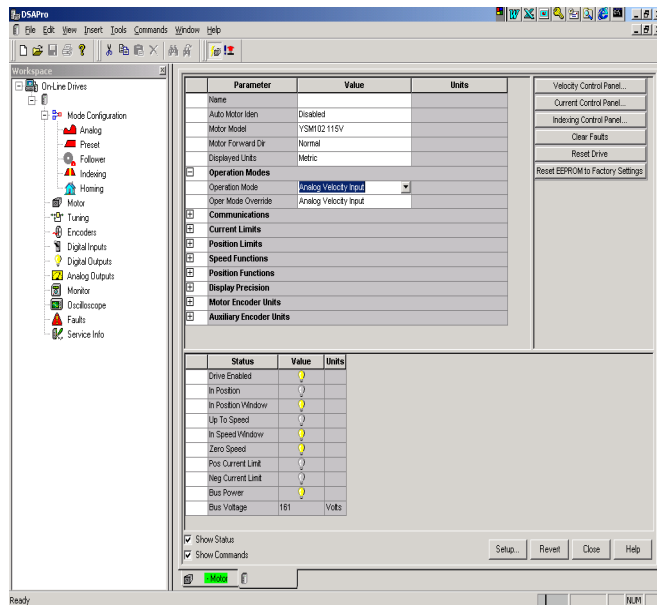 DSAPro
File Edit View Insert Tools Commands Window Help
Workspace
On-Line Drives
Mode Configuration
Analog
Preset
Follower
Indexing
Homing
Motor
Tuning
Encoders
Digital Inputs
Digital Outputs
Analog Outputs
Monitor
Oscilloscope
Faults
Service Info
Parameter Value Units
Name
Auto Motor Iden Disabled
Motor Model YSM102 115V
Motor Forward Dir Normal
Displayed Units Metric
Operation Modes
Operation Mode Analog Velocity Input
Oper Mode Override Analog Velocity Input
Communications
Current Limits
Position Limits
Speed Functions
Position Functions
Display Precision
Motor Encoder Units
Auxiliary Encoder Units
Velocity Control Panel...
Current Control Panel...
Indexing Control Panel...
Clear Faults
Reset Drive
Reset EEPROM to Factory Settings
Status Value Units
Drive Enabled
In Position
In Position Window
Up To Speed
In Speed Window
Zero Speed
Pos Current Limit
Neg Current Limit
Bus Power
Bus Voltage 161 Volts
Show Status
Show Commands
Setup... Revert Close Help
- Motor
Ready NUM